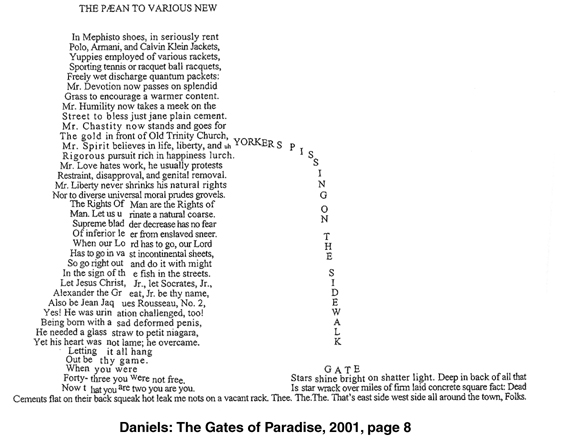 THE PÆAN TO VARIOUS NEW
In Mephisto shoes, in seriously rent
Polo, Armani, and Calvin Klein Jackets,
Yuppies employed of various rackets,
Sporting tennis or racquet ball racquets,
Freely wet discharge quantum packets:
Mr. Devotion now passes on splendid
Grass to encourage a warmer content.
Mr. Humility now takes a meek on the
Street to bless just jane plain cement.
Mr. Chastity now stands and goes for
The gold in front of Old Trinity Church,
Mr. Spirit believes in life, liberty, and uh YORKERS PISSING ON THE SIDEWALK
Rigorous pursuit rich in happiness lurch.
Mr. Love hates work, he usually protests
Restraint, disapproval, and genital removal.
Mr. Liberty never shrinks his natural rights
Nor to diverse universal moral prudes grovels.
The Rights Of Man are the Rights of
Man. Let us u rinate a natural coarse.
Supreme blad der decrease has no fear
Of inferior le er from enslaved sneer.
When our Lo rd has to go, our Lord
Has to go in va st incontinental sheets,
So go right out and do it with might
In the sign of th e fish in the streets.
Let Jesus Christ, Jr., let Socrates, Jr.,
Alexander the Gr eat, Jr. be thy name,
Also be Jean Jaq ues Rousseau, No. 2,
Yes! He was urin ation challenged, too!
Being born with a sad deformed penis,
He needed a glass straw to petit niagara,
Yet his heart was not lame; he overcame.
Letting it all hang
Out be thy game.
When you were
Forty- three you were not free.
Now t hat you are two you are you.
GATE
Stars shine bright on shatter light. Deep in back of all that
Is star wrack over miles of firm laid concrete square flat: Dead
Cements flat on their back squeak hot leak me nots on a vacant rack. Thee. The.The. That's east side west side all around the town, Folks.
Daniels: The Gates of Paradise, 2001, page 8